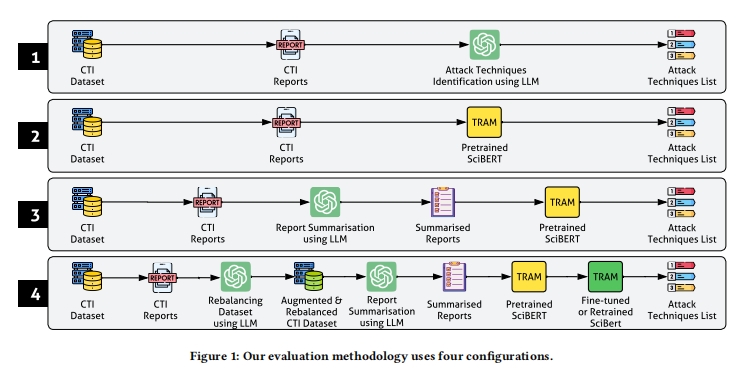 1
REPORT
CTI
Dataset
CTI
Reports
Attack Techniques
Identification using LLM
Attack
Techniques List
1
2
3
2
REPORT
TRAM
CTI
Dataset
CTI
Reports
Pretrained
SciBERT
Attack
Techniques List
1
2
3
3
REPORT
TRAM
CTI
Dataset
CTI
Reports
Report Summarisation
using LLM
Summarised
Reports
Pretrained
SciBERT
Attack
Techniques List
1
2
3
4
REPORT
TRAM
TRAM
CTI
Dataset
CTI
Reports
Rebalancing
Dataset
using LLM
Augmented &
Rebalanced
CTI Dataset
Report
Summarisation
using LLM
Summarised
Reports
Pretrained
SciBERT
Fine-tuned
or Retrained
SciBert
Attack
Techniques List
1
2
3
Figure 1: Our evaluation methodology uses four configurations.